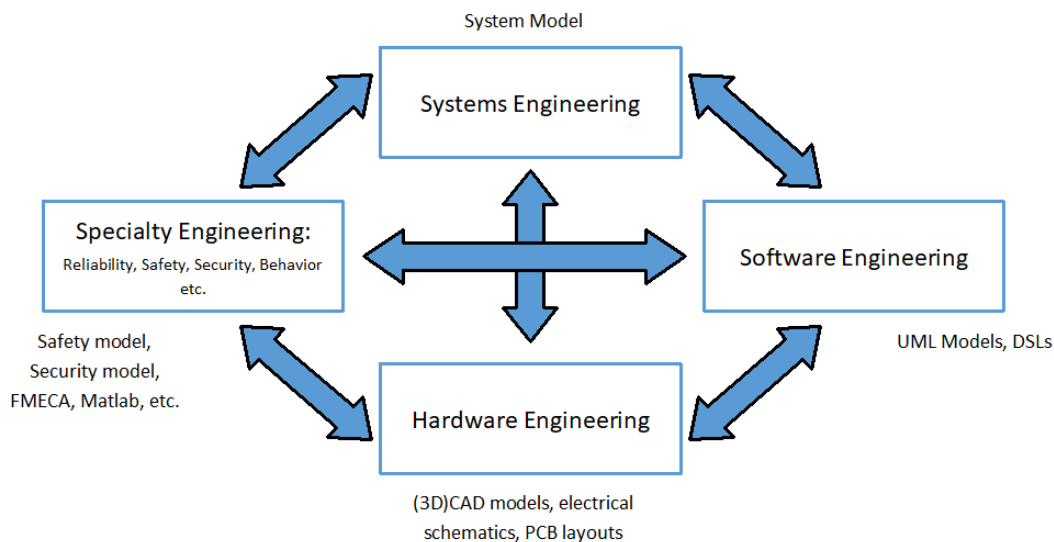 System Model
Systems Engineering
Specialty Engineering:
Reliability, Safety, Security, Behavior
etc.
Software Engineering
Safety model,
Security model,
FMECA, Matlab, etc.
UML Models, DSLs
Hardware Engineering
(3D)CAD models, electrical
schematics, PCB layouts